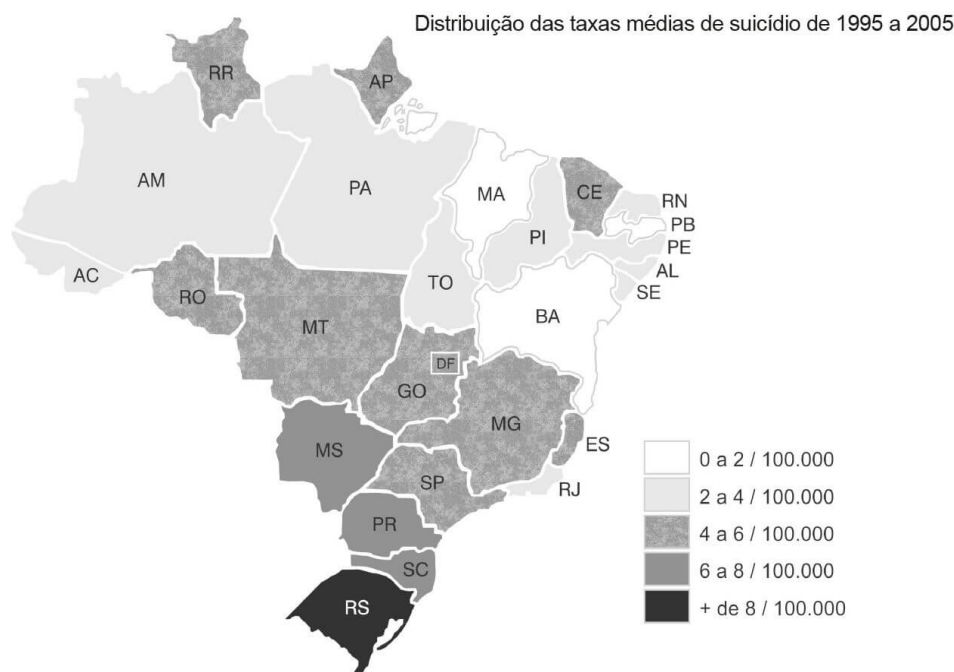 Distribuição das taxas médias de suicídio de 1995 a 2005
RR
AP
AM
PA
MA
CE
RN
PB
PI
PE
AC
TO
AL
SE
RO
MT
BA
DF
GO
MG
MS
ES
SP
RJ
PR
SC
RS
0 a 2 / 100.000
2 a 4 / 100.000
4 a 6 / 100.000
6 a 8 / 100.000
+ de 8 / 100.000